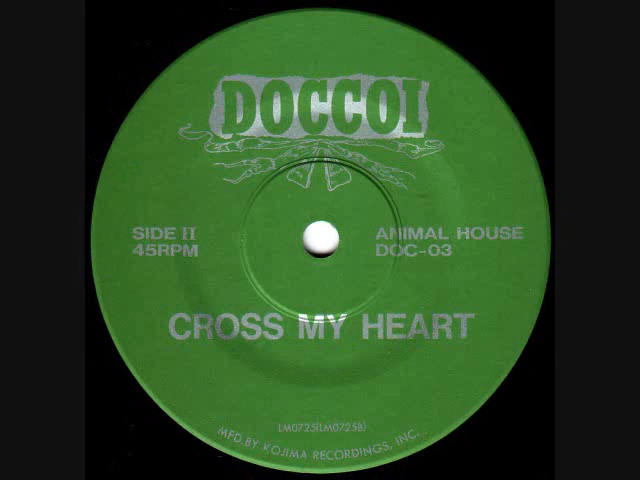 DOCCOI
SIDE II
45RPM
ANIMAL HOUSE
DOC-03
CROSS MY HEART
LM0725(LM0725B)
MFD.BY KOJIMA RECORDINGS, INC.